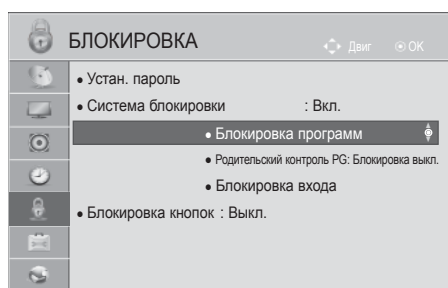 БЛОКИРОВКА
Двиг
OK
• Устан. пароль
• Система блокировки : Вкл.
• Блокировка программ
• Родительский контроль PG: Блокировка выкл.
• Блокировка входа
• Блокировка кнопок : Выкл.